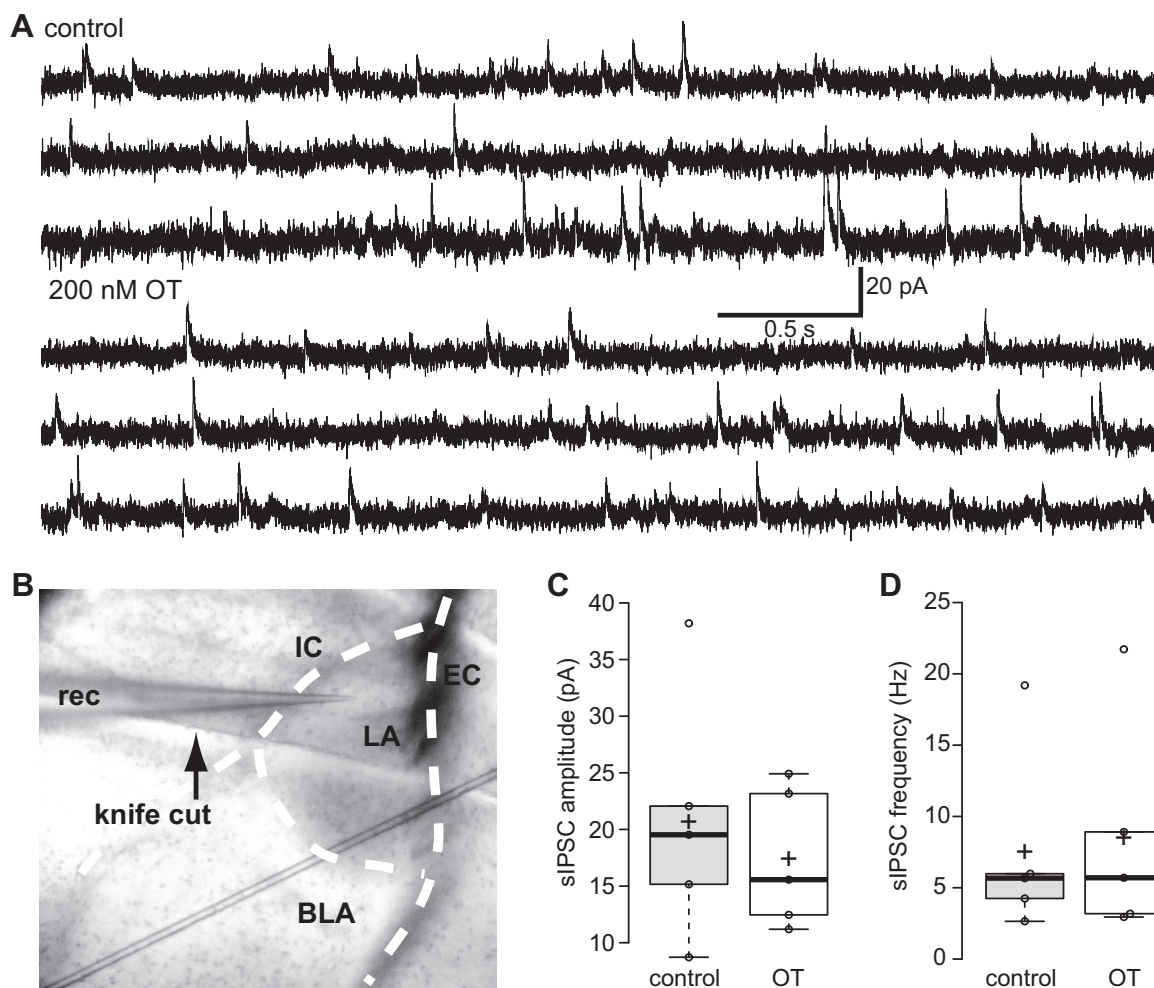 A control
200 nM OT
20 pA
0.5 s
B
IC
EC
rec
LA
knife cut
BLA
C
sIPSC amplitude (pA)
40
35
30
25
20
15
10
control OT
D
sIPSC frequency (Hz)
25
20
15
10
5
0
control OT